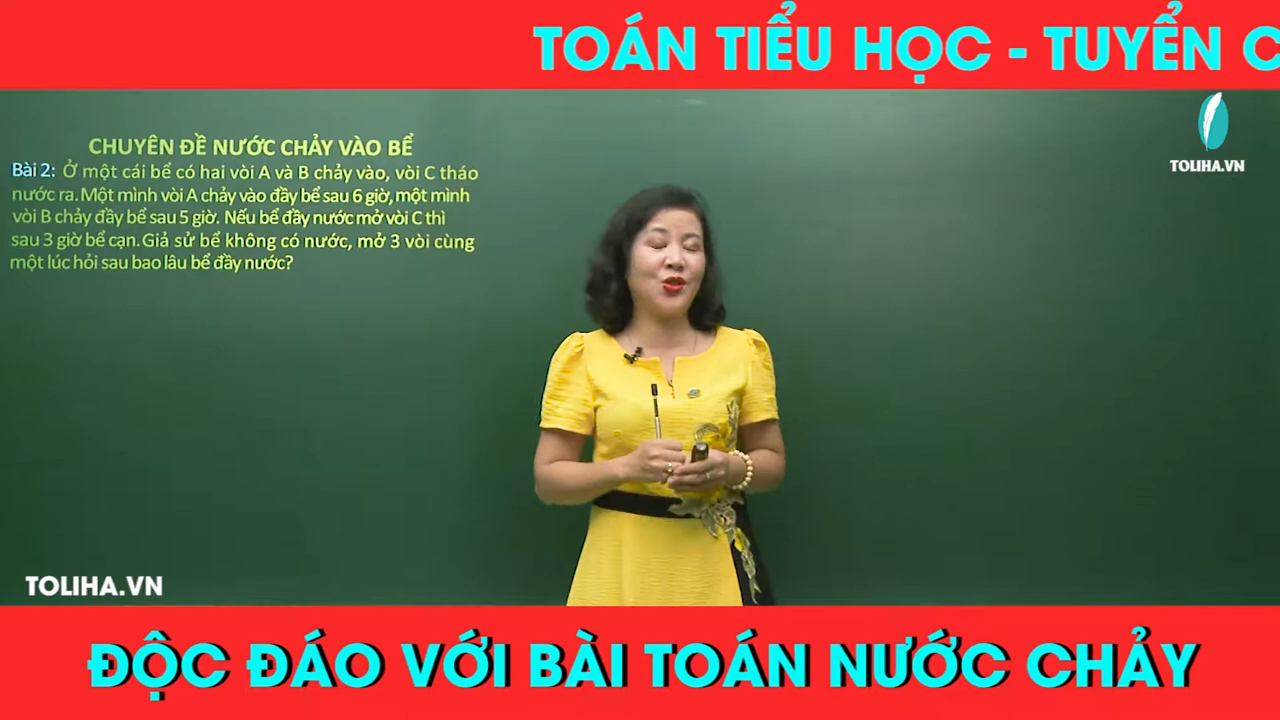 TOÁN TIỂU HỌC - TUYỂN C
TOLIHA.VN
CHUYÊN ĐỀ NƯỚC CHẢY VÀO BỂ
Bài 2: Ở một cái bể có hai vòi A và B chảy vào, vòi C tháo
nước ra. Một mình vòi A chảy vào đầy bể sau 6 giờ, một mình
vòi B chảy đầy bể sau 5 giờ. Nếu bể đầy nước mở vòi C thì
sau 3 giờ bể cạn. Giả sử bể không có nước, mở 3 vòi cùng
một lúc hỏi sau bao lâu bể đầy nước?
TOLIHA.VN
ĐỘC ĐÁO VỚI BÀI TOÁN NƯỚC CHẢY